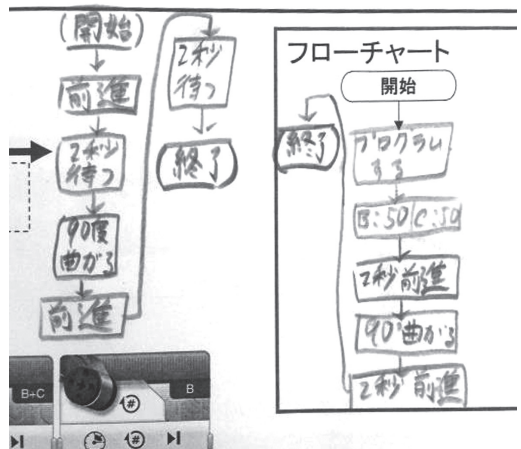 (開始)
前進
2秒
待つ
90度
曲がる
前進
2秒
待つ
(終了)
フローチャート
開始
プログラム
する
B:50 C:50
2秒前進
90°曲がる
2秒前進
(終了)
B+C
#
B
#